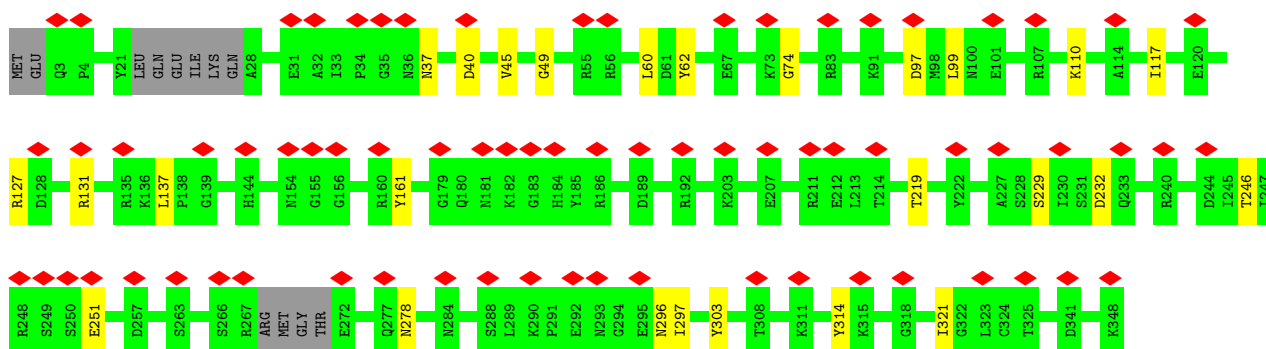 MET GLU Q3 P4 Y21 LEU GLN GLU ILE LYS GLN A28 E31 A32 I33 P34 G35 N36 N37 D40 V45 G49 R55 R56 L60 D61 Y62 E67 K73 G74 R83 K91 D97 M98 L99 N100 E101 R107 K110 A114 I117 E120
R127 D128 R131 R135 K136 L137 P138 G139 H144 N154 G155 G156 R160 Y161 G179 Q180 N181 K182 G183 H184 Y185 R186 D189 R192 K203 E207 R211 E212 L213 T214 T219 Y222 A227 S228 S229 I230 S231 D232 Q233 R240 D244 I245 T246 I247
R248 S249 S250 E251 D257 S263 S266 R267 ARG MET GLY THR E272 Q277 N278 N284 S288 L289 K290 P291 E292 N293 G294 E295 N296 I297 Y303 T308 K311 Y314 K315 G318 I321 G322 L323 C324 T325 D341 K348